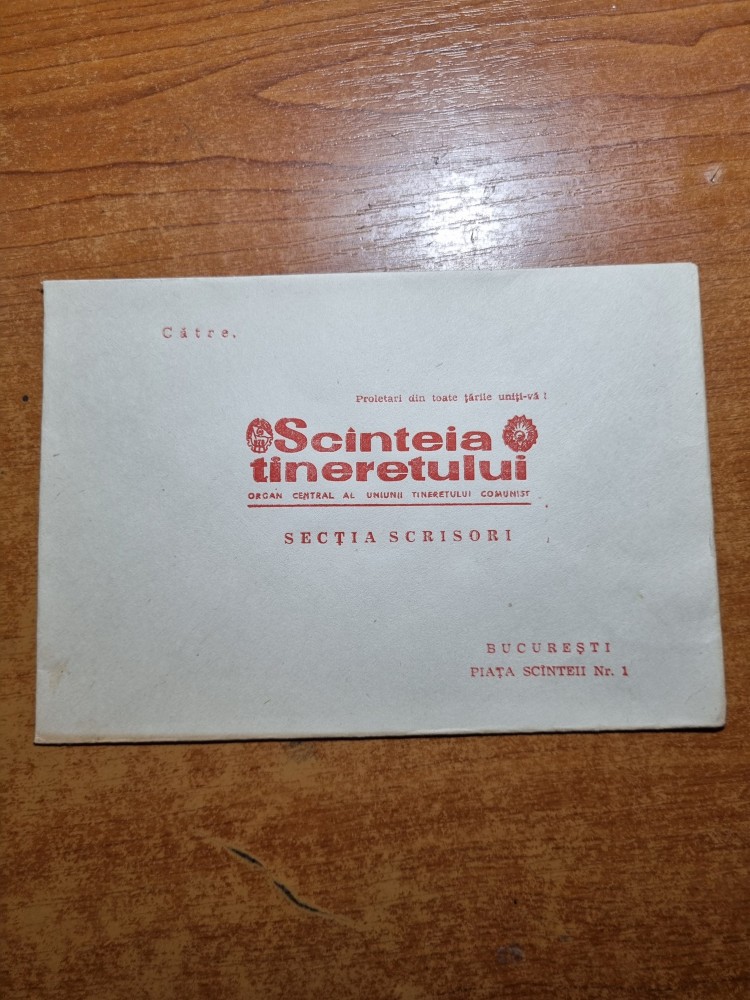 Către,
Proletari din toate țările uniți-vă !
Scînteia
tineretului
ORGAN CENTRAL AL UNIUNII TINERETULUI COMUNIST
SECȚIA SCRISORI
BUCUREȘTI
PIAȚA SCÎNTEII Nr. 1